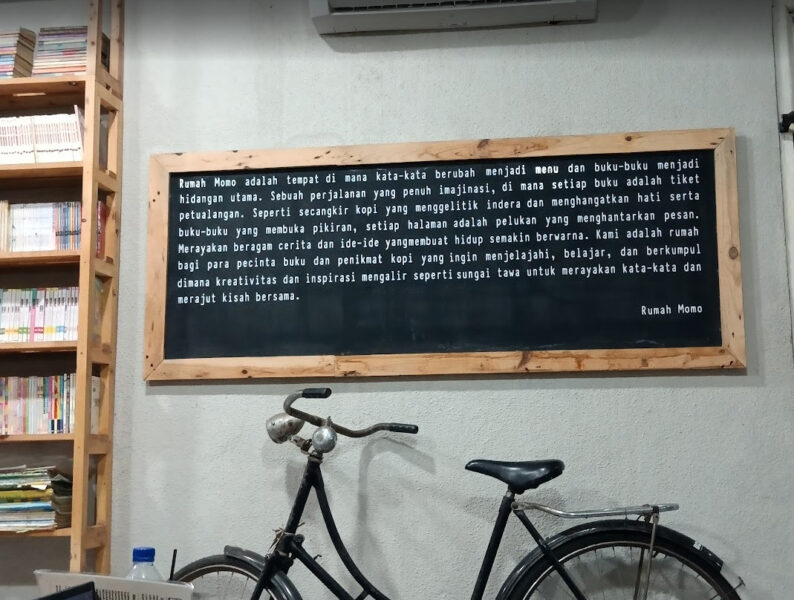 Rumah Momo adalah tempat di mana kata-kata berubah menjadi menu dan buku-buku menjadi
hidangan utama. Sebuah perjalanan yang penuh imajinasi, di mana setiap buku adalah tiket
petualangan. Seperti secangkir kopi yang menggelitik indera dan menghangatkan hati serta
buku-buku yang membuka pikiran, setiap halaman adalah pelukan yang menghantarkan pesan.
Merayakan beragam cerita dan ide-ide yangmembuat hidup semakin berwarna. Kami adalah rumah
bagi para pecinta buku dan penikmat kopi yang ingin menjelajahi, belajar, dan berkumpul
dimana kreativitas dan inspirasi mengalir seperti sungai tawa untuk merayakan kata-kata dan
merajut kisah bersama.
Rumah Momo